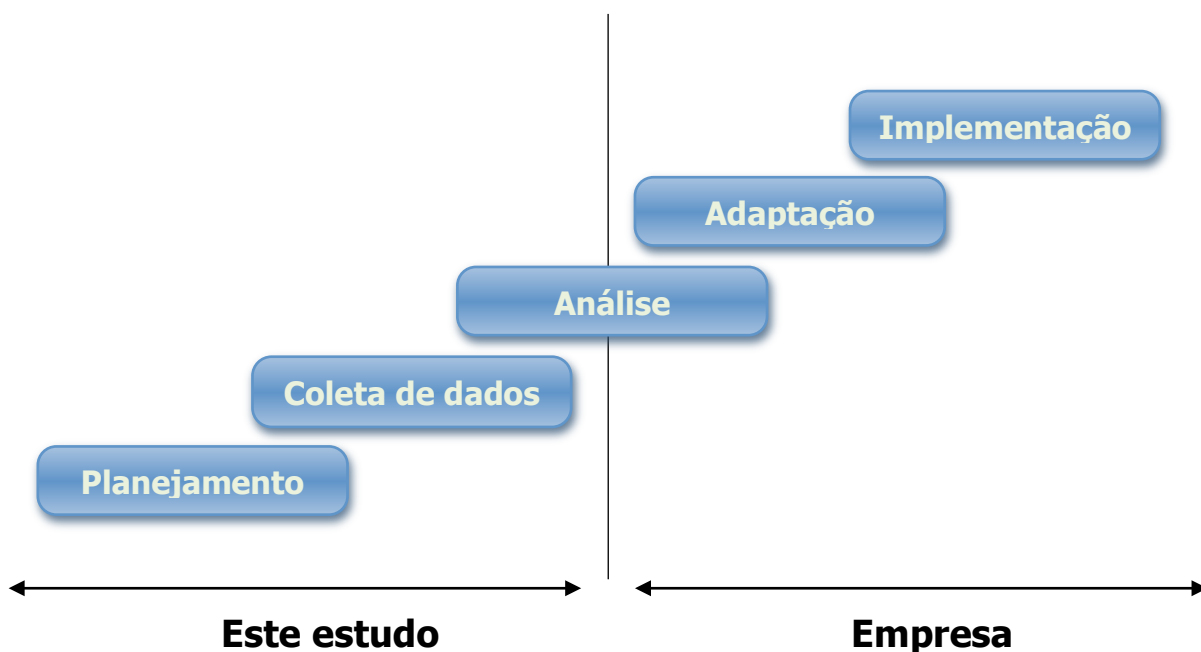 Implementação
Adaptação
Análise
Coleta de dados
Planejamento
Este estudo
Empresa